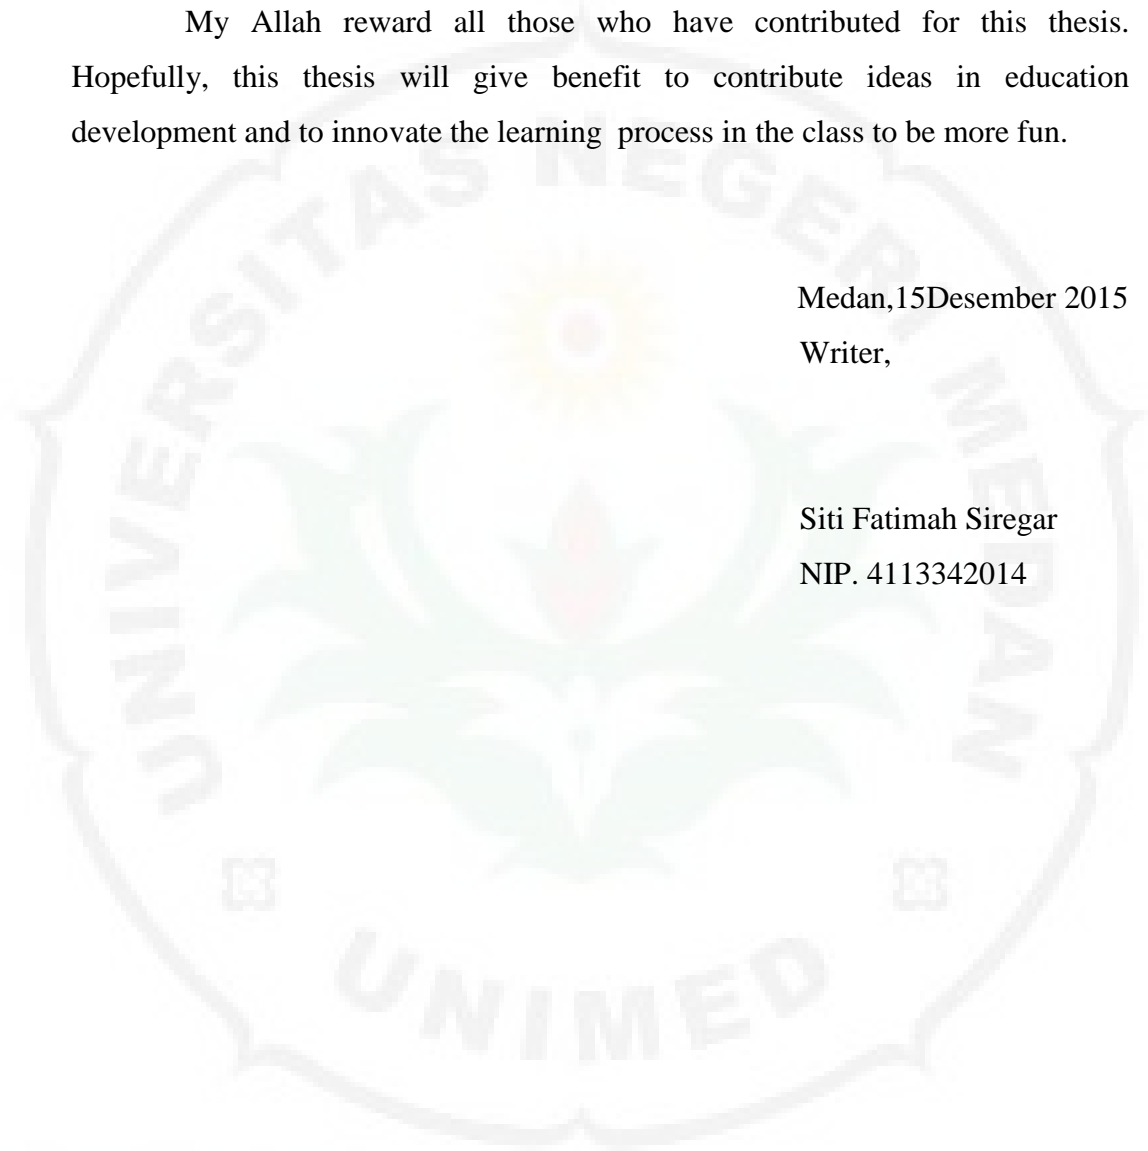 My Allah reward all those who have contributed for this thesis.
Hopefully, this thesis will give benefit to contribute ideas in education
development and to innovate the learning process in the class to be more fun.
Medan,15Desember 2015
Writer,
Siti Fatimah Siregar
NIP. 4113342014
UNIVERSITAS NEGERI MEDAN
UNIMED